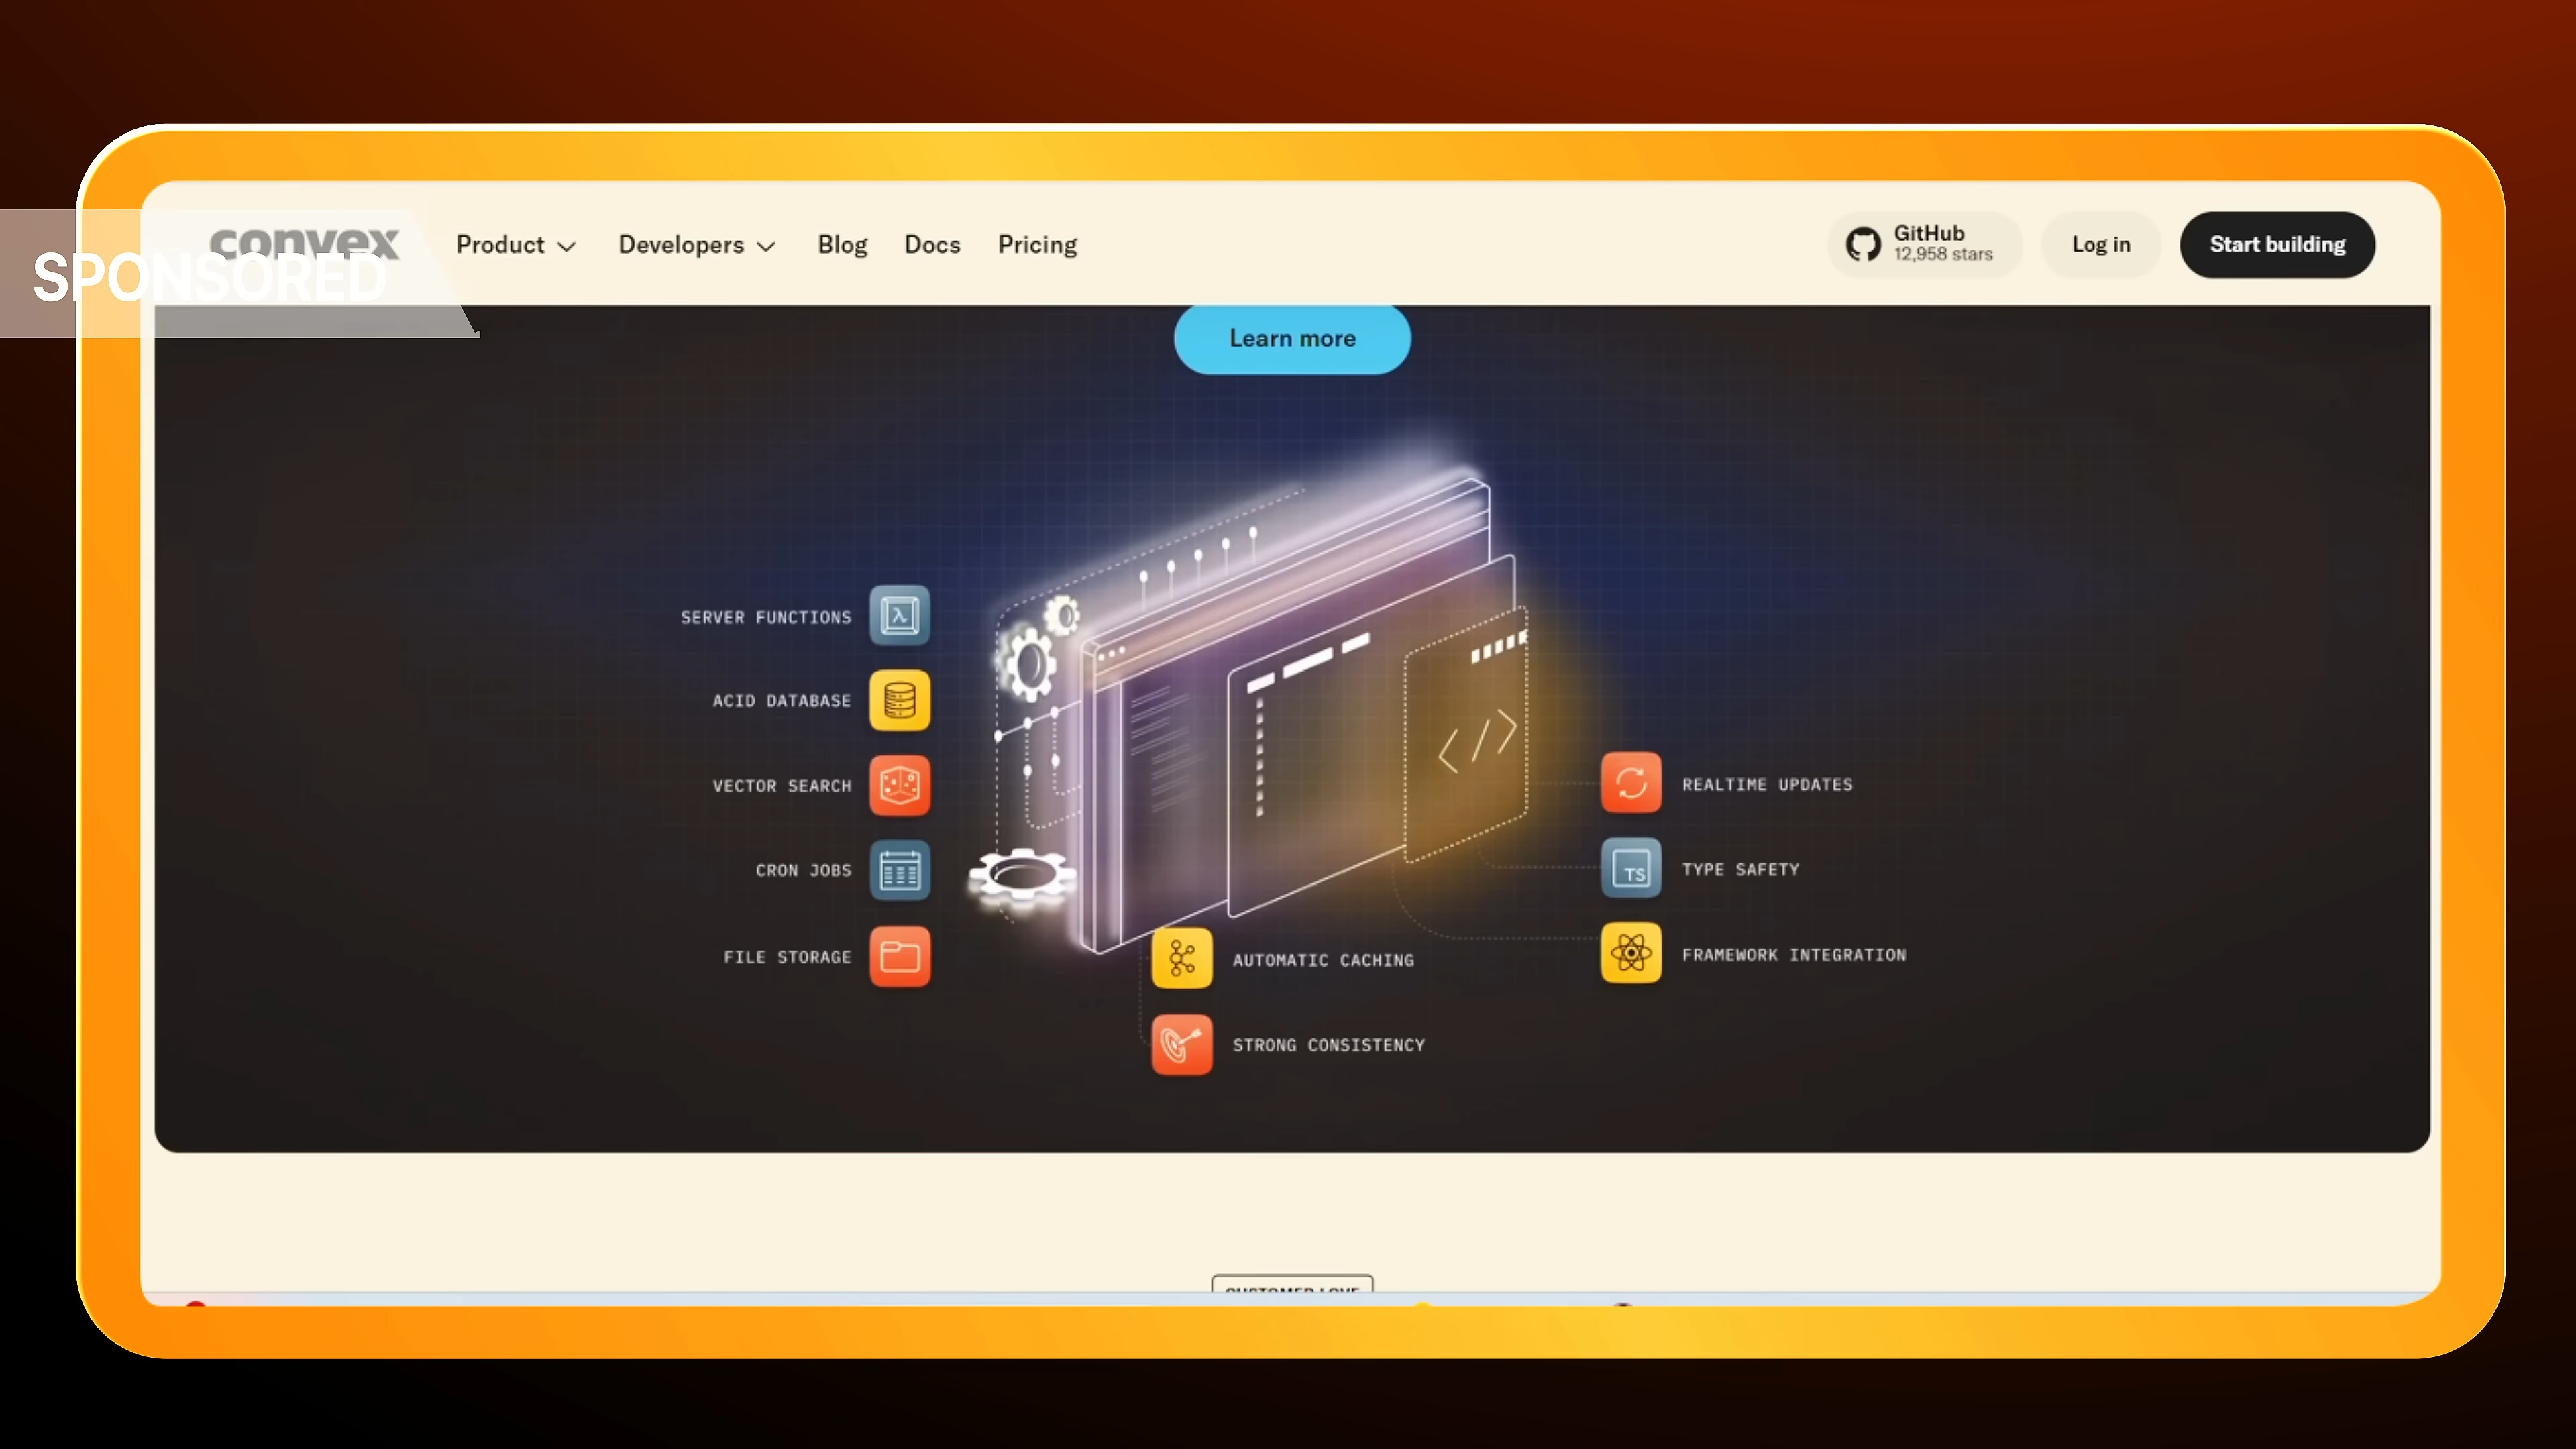 convex
SPONSORED
Product
Developers
Blog
Docs
Pricing
GitHub
12,958 stars
Log in
Start building
Learn more
SERVER FUNCTIONS
ACID DATABASE
VECTOR SEARCH
CRON JOBS
FILE STORAGE
</>
REALTIME UPDATES
TS
TYPE SAFETY
FRAMEWORK INTEGRATION
AUTOMATIC CACHING
STRONG CONSISTENCY
λ
CUSTOMER LOVE